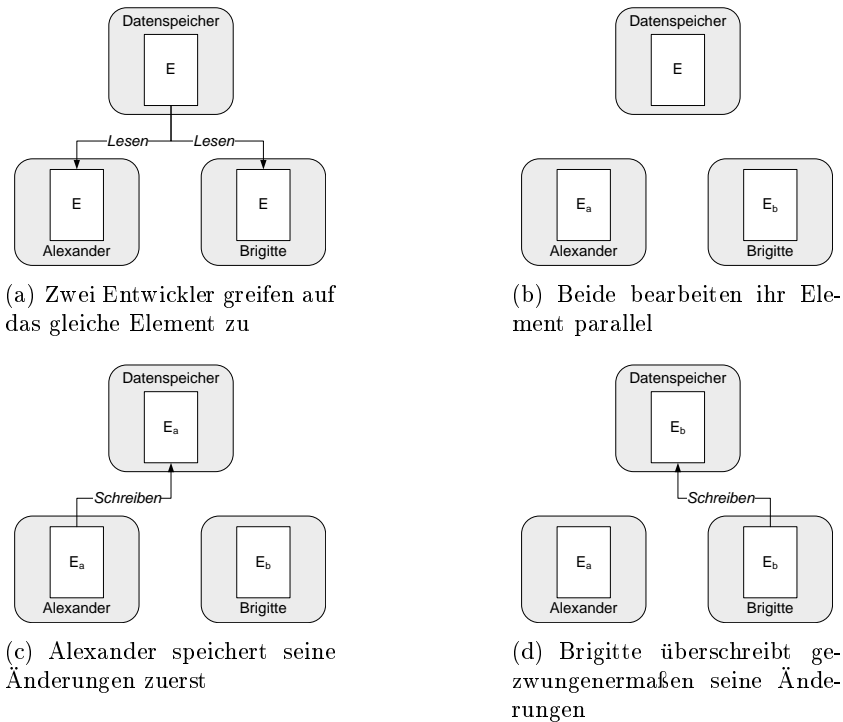 Datenspeicher
E
Lesen Lesen
E E
Alexander Brigitte
(a) Zwei Entwickler greifen auf
das gleiche Element zu
Datenspeicher
E
Ea Eb
Alexander Brigitte
(b) Beide bearbeiten ihr Ele-
ment parallel
Datenspeicher
Ea
Schreiben
Ea Eb
Alexander Brigitte
(c) Alexander speichert seine
Änderungen zuerst
Datenspeicher
Eb
Schreiben
Ea Eb
Alexander Brigitte
(d) Brigitte überschreibt ge-
zwungenermaßen seine Ände-
rungen